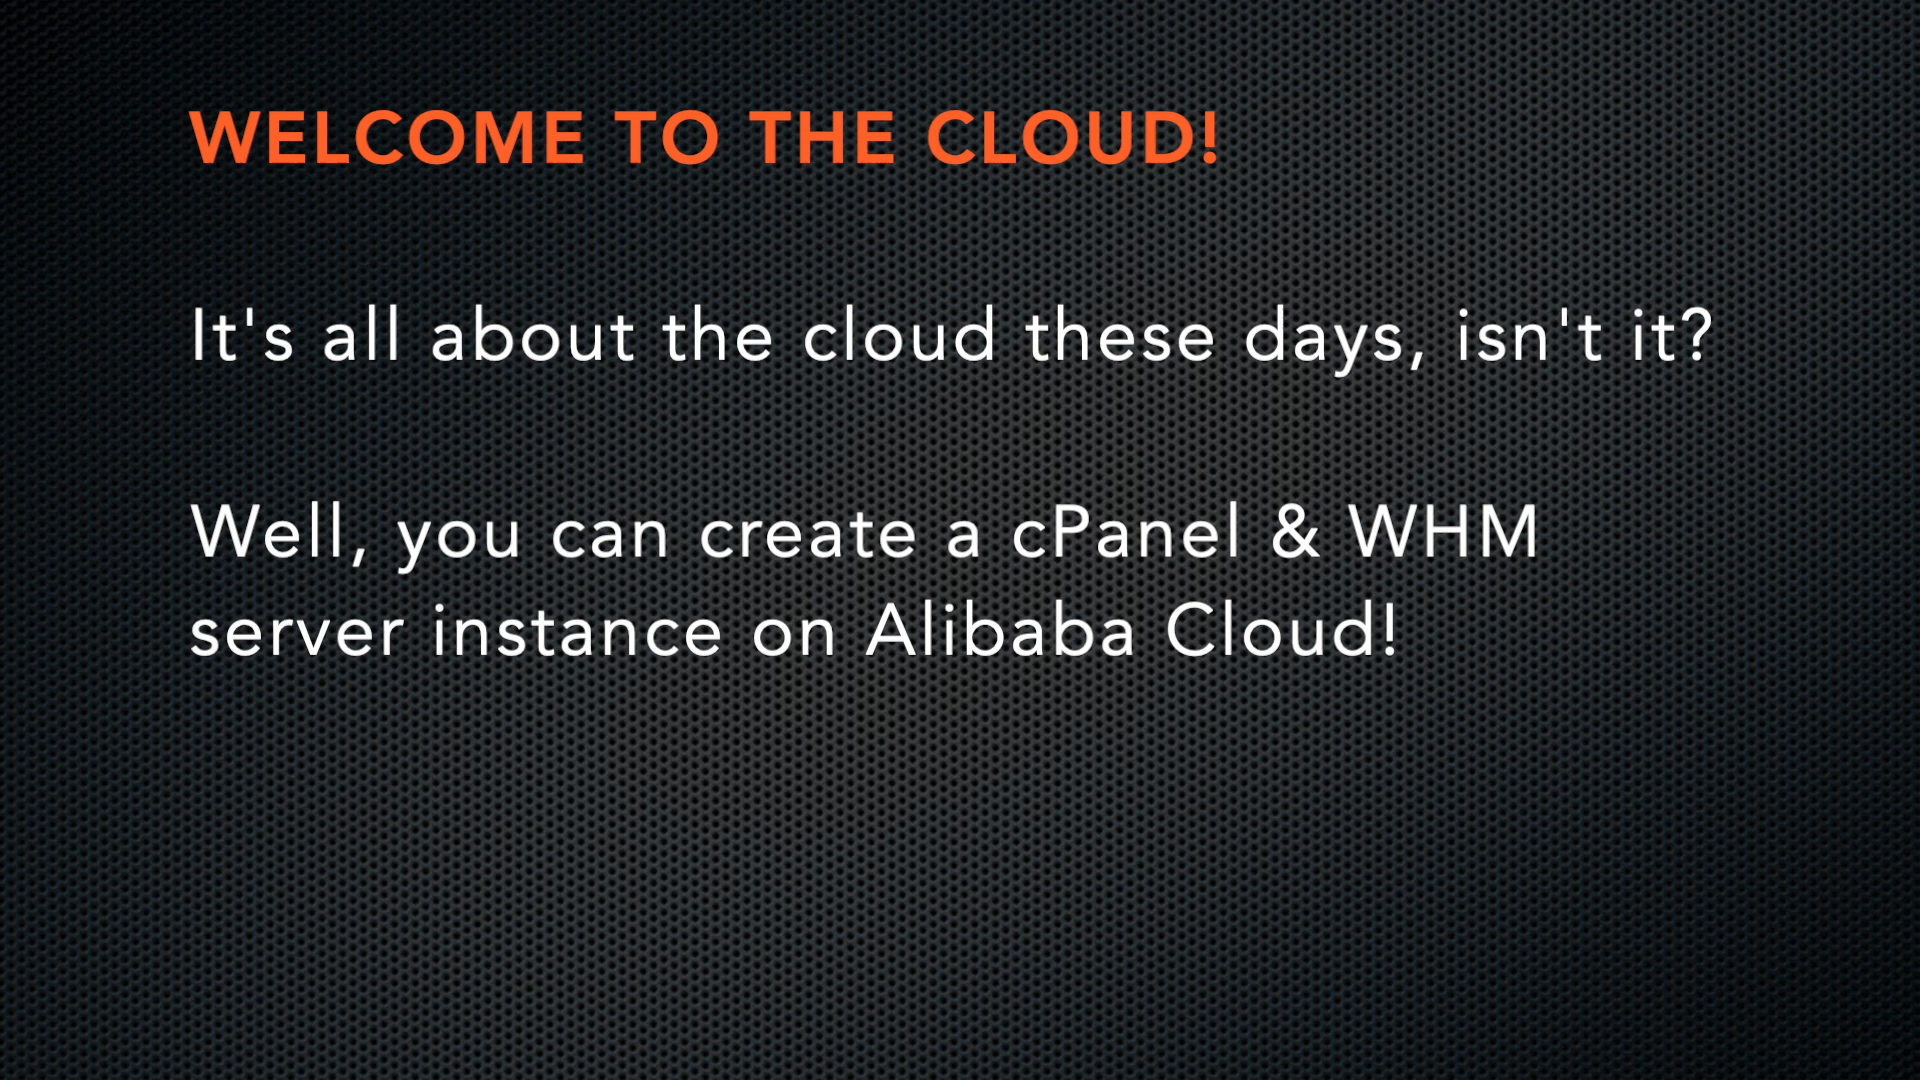 WELCOME TO THE CLOUD!
It's all about the cloud these days, isn't it?
Well, you can create a cPanel & WHM
server instance on Alibaba Cloud!